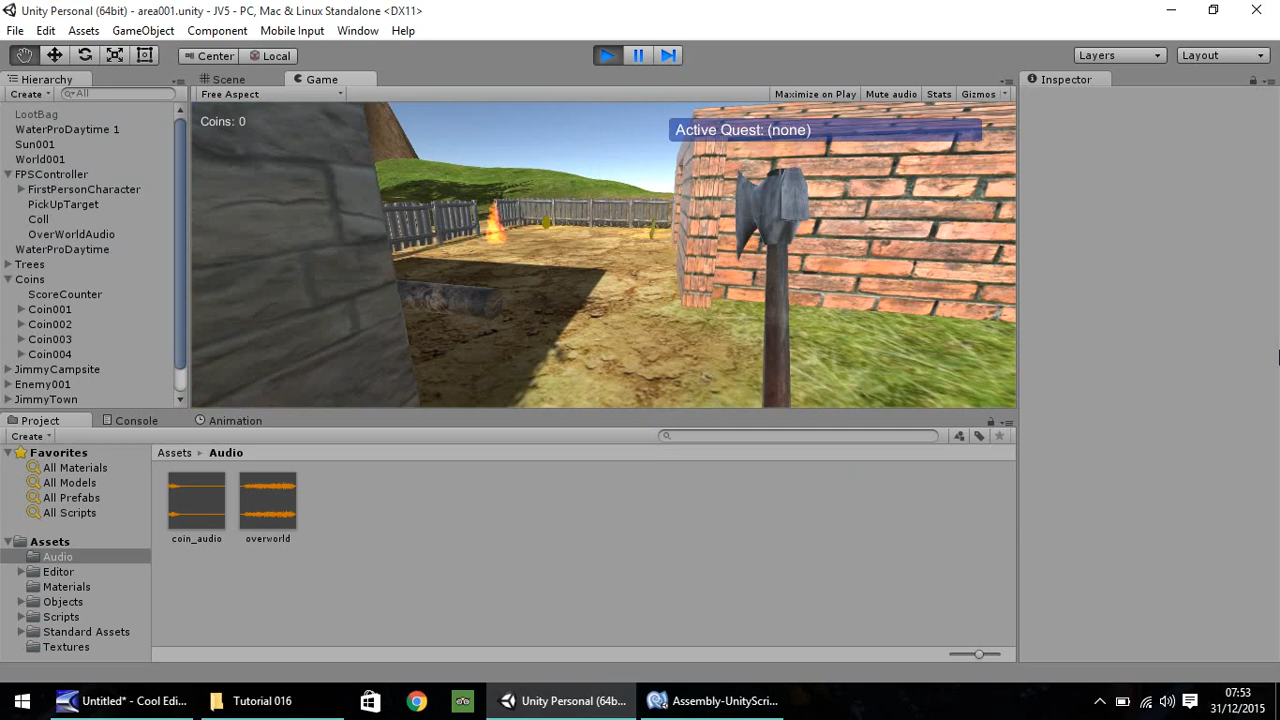 Unity Personal (64bit) - area001.unity - JV5 - PC, Mac & Linux Standalone <DX11>
File Edit Assets GameObject Component Mobile Input Window Help
Center Local Layers Layout
Hierarchy Scene Game Inspector
Create All Free Aspect Maximize on Play Mute audio Stats Gizmos
LootBag
WaterProDaytime 1
Sun001
World001
FPSController
FirstPersonCharacter
PickUpTarget
Coll
OverWorldAudio
WaterProDaytime
Trees
Coins
ScoreCounter
Coin001
Coin002
Coin003
Coin004
JimmyCampsite
Enemy001
JimmyTown
Coins: 0
Active Quest: (none)
Project Console Animation
Create
Favorites
All Materials
All Models
All Prefabs
All Scripts
Assets
Audio
Editor
Materials
Objects
Scripts
Standard Assets
Textures
Assets Audio
coin_audio overworld
Untitled* - Cool Edi... Tutorial 016 Unity Personal (64b... Assembly-UnityScri...
07:53
31/12/2015